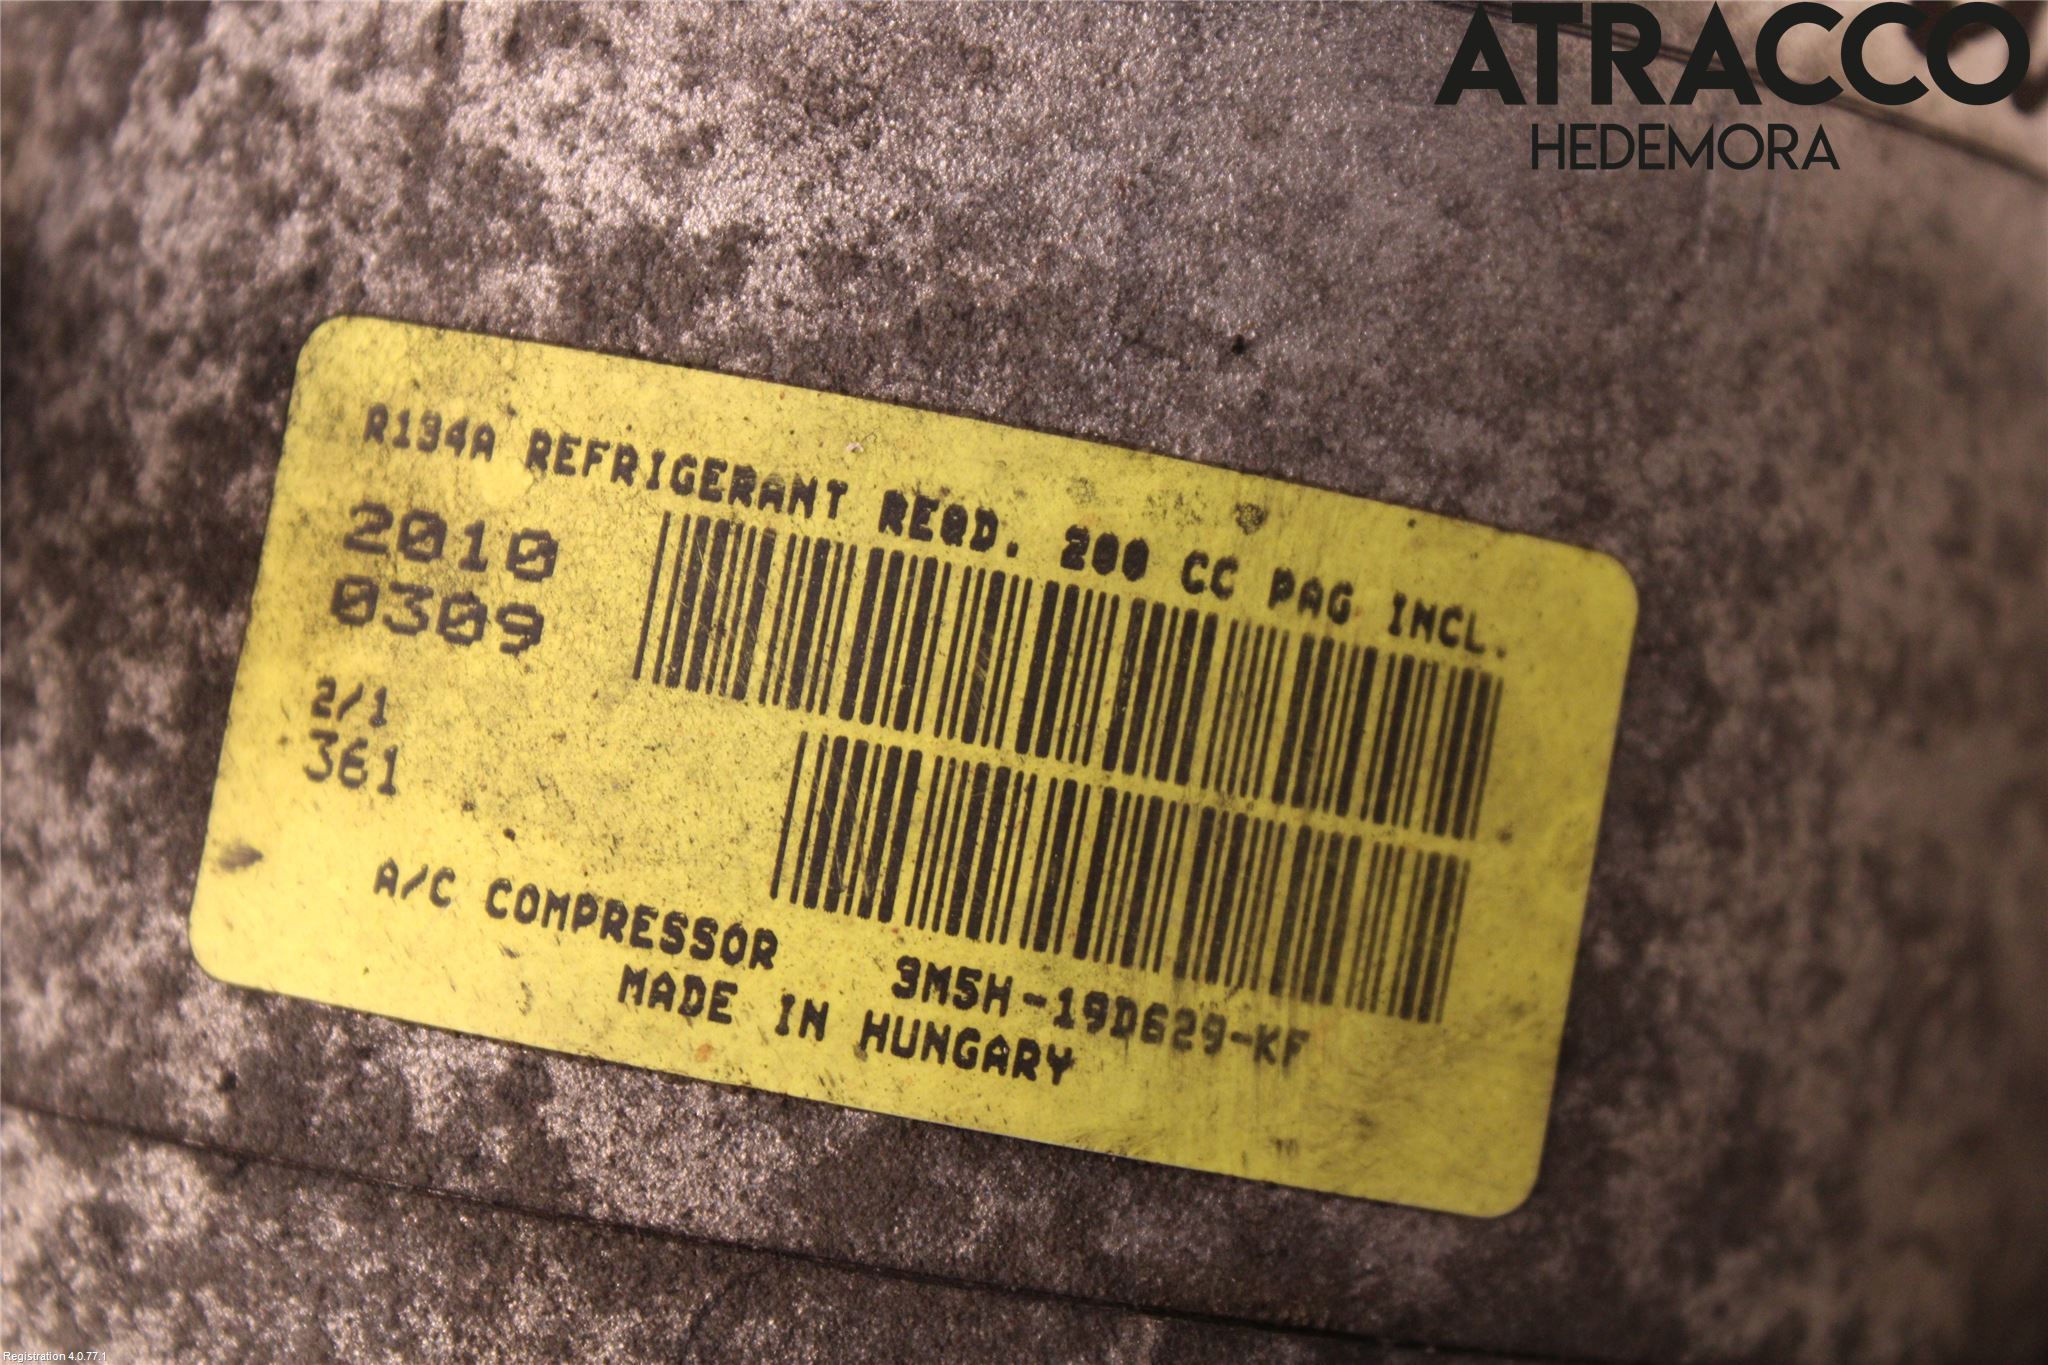 ATRACCO
HEDEMORA
R134A REFRIGERANT REQD. 200 CC PAG INCL.
2010
0309
2/1
361
A/C COMPRESSOR 9M5H-19D629-KF
MADE IN HUNGARY
Registration 4.0.77.1